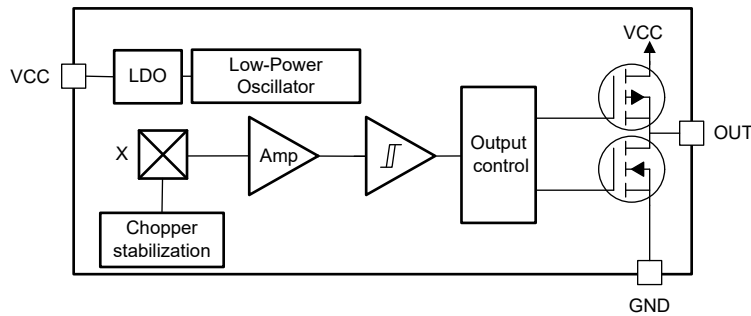 VCC
VCC
LDO
Low-Power
Oscillator
X
Amp
Output
control
OUT
Chopper
stabilization
GND